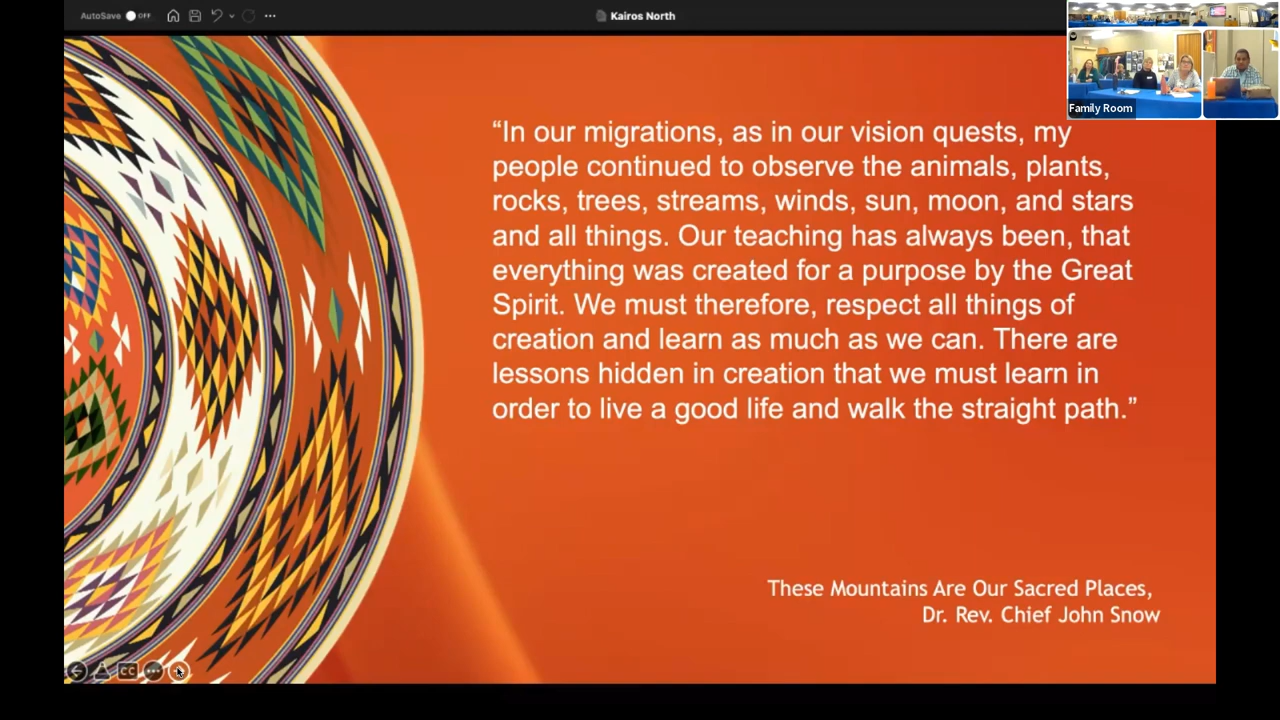 AutoSave OFF
Kairos North
Family Room
“In our migrations, as in our vision quests, my
people continued to observe the animals, plants,
rocks, trees, streams, winds, sun, moon, and stars
and all things. Our teaching has always been, that
everything was created for a purpose by the Great
Spirit. We must therefore, respect all things of
creation and learn as much as we can. There are
lessons hidden in creation that we must learn in
order to live a good life and walk the straight path.”
These Mountains Are Our Sacred Places,
Dr. Rev. Chief John Snow
CC